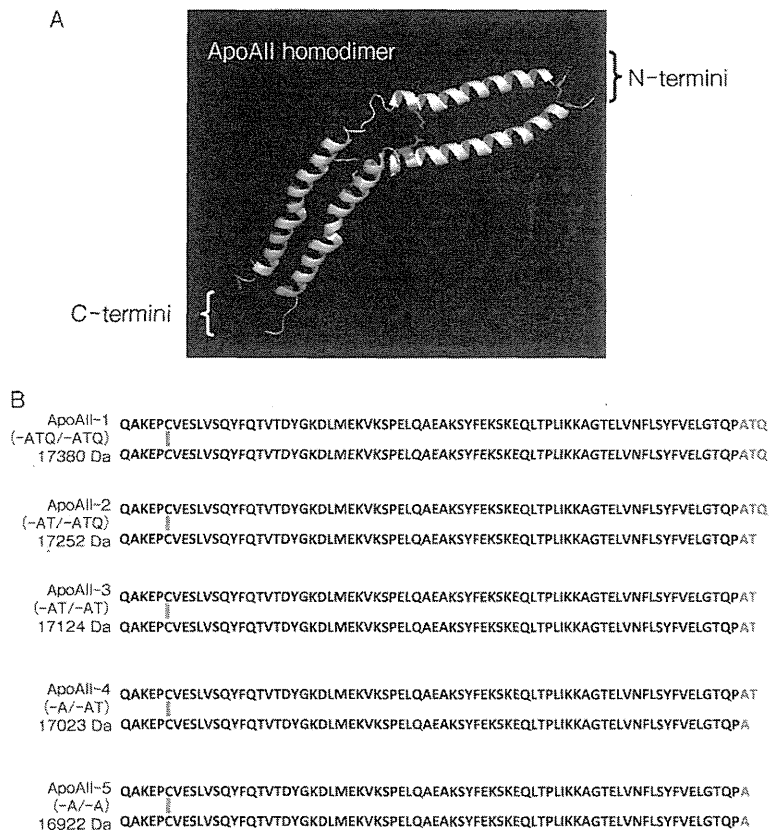 A
ApoAII homodimer
N-termini
C-termini
B
ApoAII-1
(-ATQ/-ATQ)
17380 Da
QAKEPCVESLVSQYFQTVTDYGKDLMEKVKSPELQAEAKSYFEKSKEQLTPLIKKAGTELVNFLSYFVELGTQPATQ
QAKEPCVESLVSQYFQTVTDYGKDLMEKVKSPELQAEAKSYFEKSKEQLTPLIKKAGTELVNFLSYFVELGTQPATQ
ApoAII-2
(-AT/-ATQ)
17252 Da
QAKEPCVESLVSQYFQTVTDYGKDLMEKVKSPELQAEAKSYFEKSKEQLTPLIKKAGTELVNFLSYFVELGTQPATQ
QAKEPCVESLVSQYFQTVTDYGKDLMEKVKSPELQAEAKSYFEKSKEQLTPLIKKAGTELVNFLSYFVELGTQPAT
ApoAII-3
(-AT/-AT)
17124 Da
QAKEPCVESLVSQYFQTVTDYGKDLMEKVKSPELQAEAKSYFEKSKEQLTPLIKKAGTELVNFLSYFVELGTQPAT
QAKEPCVESLVSQYFQTVTDYGKDLMEKVKSPELQAEAKSYFEKSKEQLTPLIKKAGTELVNFLSYFVELGTQPAT
ApoAII-4
(-A/-AT)
17023 Da
QAKEPCVESLVSQYFQTVTDYGKDLMEKVKSPELQAEAKSYFEKSKEQLTPLIKKAGTELVNFLSYFVELGTQPAT
QAKEPCVESLVSQYFQTVTDYGKDLMEKVKSPELQAEAKSYFEKSKEQLTPLIKKAGTELVNFLSYFVELGTQPA
ApoAII-5
(-A/-A)
16922 Da
QAKEPCVESLVSQYFQTVTDYGKDLMEKVKSPELQAEAKSYFEKSKEQLTPLIKKAGTELVNFLSYFVELGTQPA
QAKEPCVESLVSQYFQTVTDYGKDLMEKVKSPELQAEAKSYFEKSKEQLTPLIKKAGTELVNFLSYFVELGTQPA